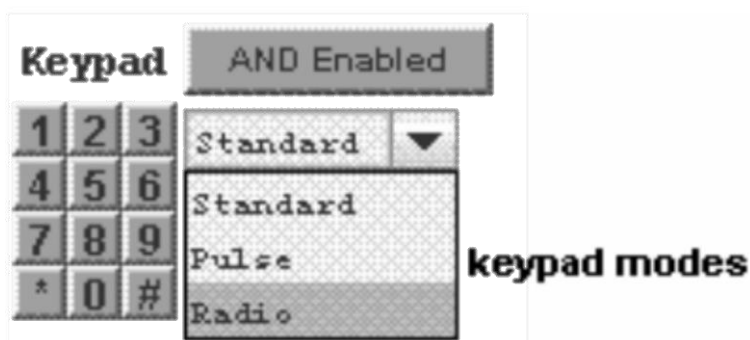 Keypad AND Enabled
1 2 3 Standard
4 5 6 Standard
7 8 9 Pulse
keypad modes
* 0 # Radio